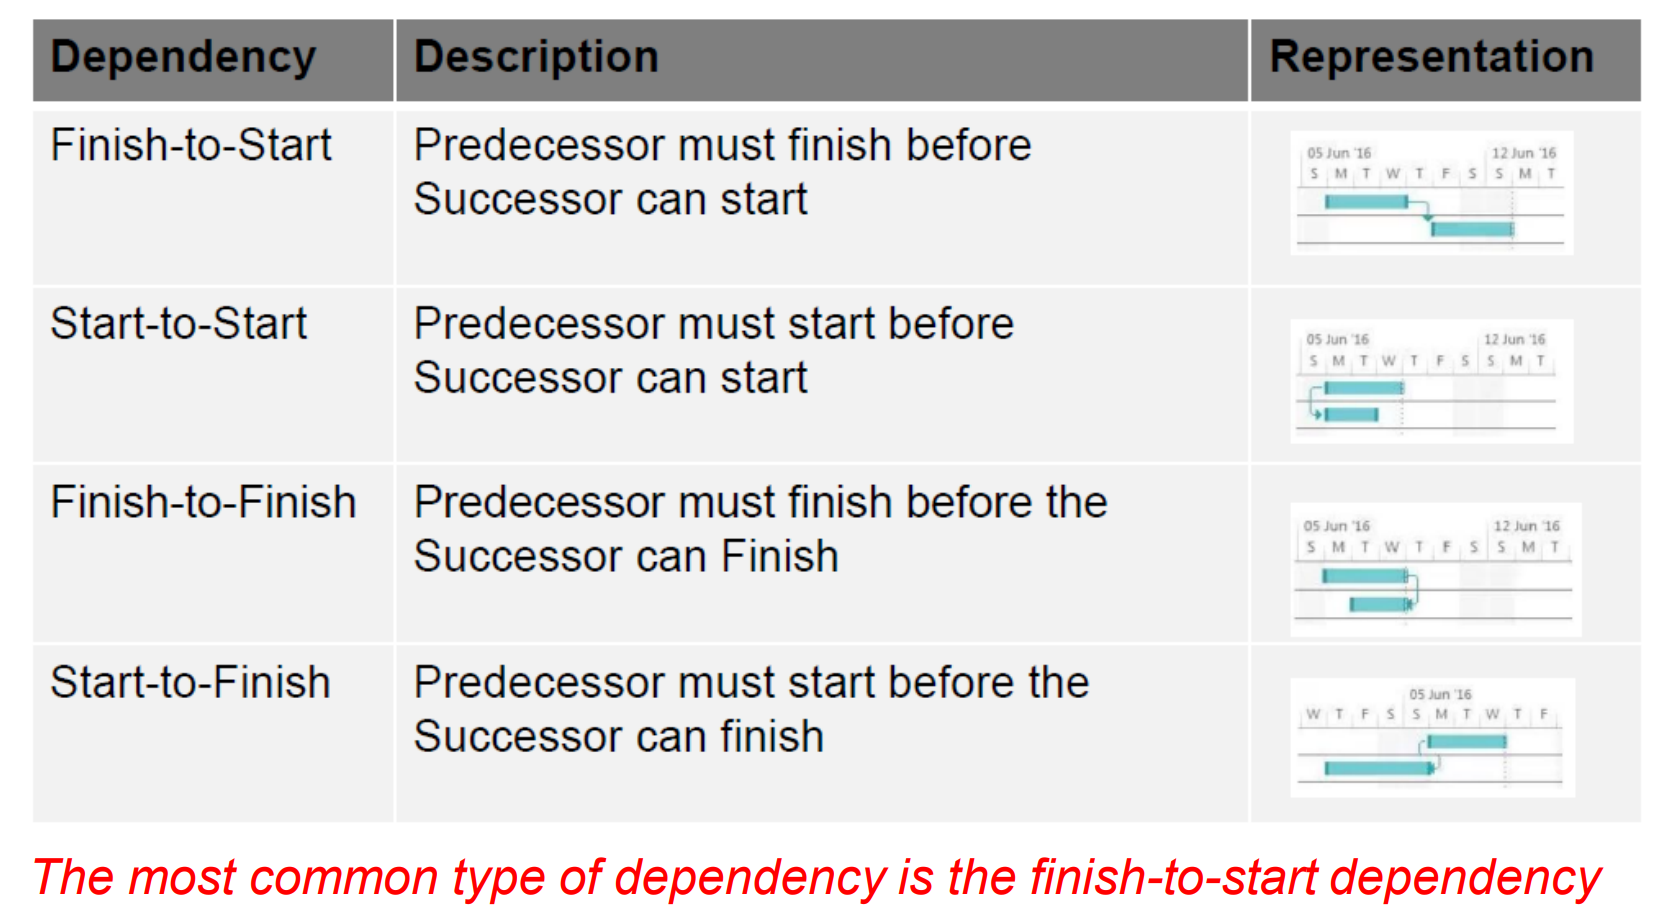 Dependency
Description
Representation
Finish-to-Start
Predecessor must finish before
Successor can start
05 Jun '16 12 Jun '16
S M T W T F S S M T
Start-to-Start
Predecessor must start before
Successor can start
05 Jun '16 12 Jun '16
S M T W T F S S M T
Finish-to-Finish
Predecessor must finish before the
Successor can Finish
05 Jun '16 12 Jun '16
S M T W T F S S M T
Start-to-Finish
Predecessor must start before the
Successor can finish
05 Jun '16
W T F S S M T W T F
The most common type of dependency is the finish-to-start dependency